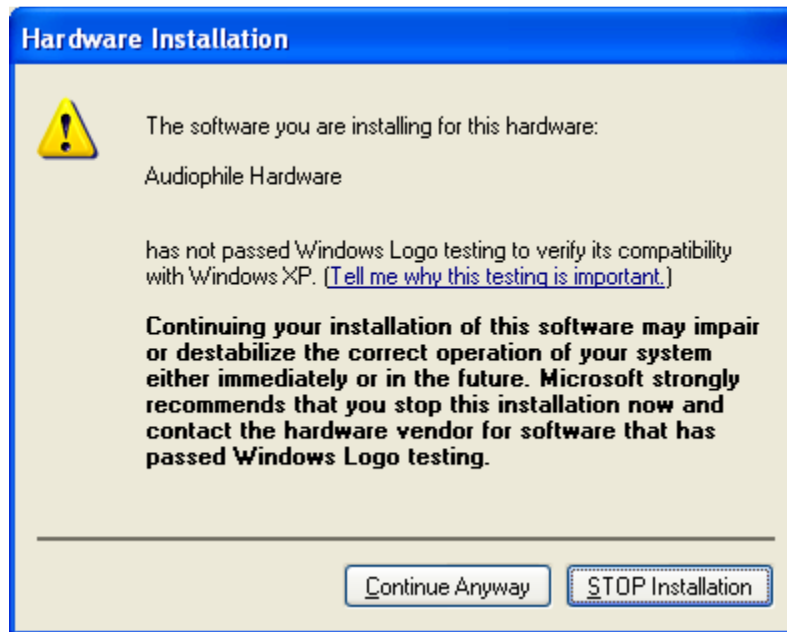 Hardware Installation
The software you are installing for this hardware:
Audiophile Hardware
has not passed Windows Logo testing to verify its compatibility
with Windows XP. (Tell me why this testing is important.)
Continuing your installation of this software may impair
or destabilize the correct operation of your system
either immediately or in the future. Microsoft strongly
recommends that you stop this installation now and
contact the hardware vendor for software that has
passed Windows Logo testing.
Continue Anyway
STOP Installation